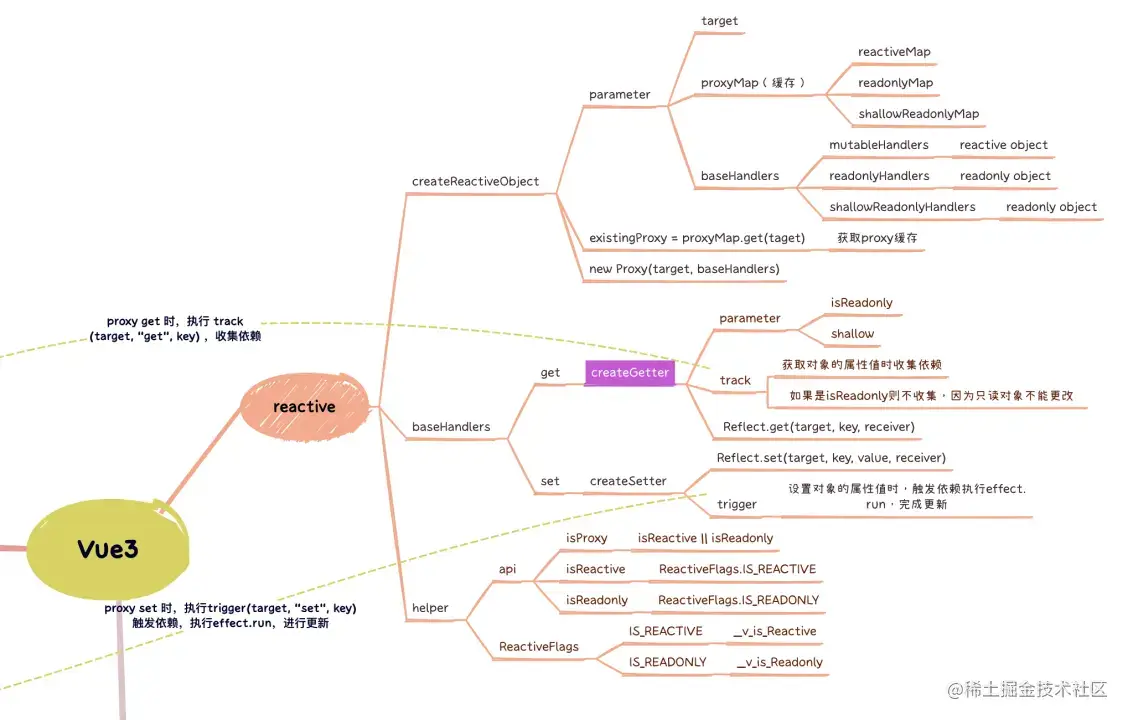 target
proxyMap（缓存）
reactiveMap
readonlyMap
shallowReadonlyMap
parameter
baseHandlers
mutableHandlers
reactive object
readonlyHandlers
readonly object
shallowReadonlyHandlers
readonly object
createReactiveObject
existingProxy = proxyMap.get(taget)
获取proxy缓存
new Proxy(target, baseHandlers)
proxy get 时，执行 track
(target, "get", key) ，收集依赖
reactive
baseHandlers
get
createGetter
parameter
isReadonly
shallow
track
获取对象的属性值时收集依赖
如果是isReadonly则不收集，因为只读对象不能更改
Reflect.get(target, key, receiver)
set
createSetter
Reflect.set(target, key, value, receiver)
trigger
设置对象的属性值时，触发依赖执行effect.
run，完成更新
Vue3
proxy set 时，执行trigger(target, "set", key)
触发依赖，执行effect.run，进行更新
helper
api
isProxy
isReactive || isReadonly
isReactive
ReactiveFlags.IS_REACTIVE
isReadonly
ReactiveFlags.IS_READONLY
ReactiveFlags
IS_REACTIVE
__v_is_Reactive
IS_READONLY
__v_is_Readonly
@稀土掘金技术社区